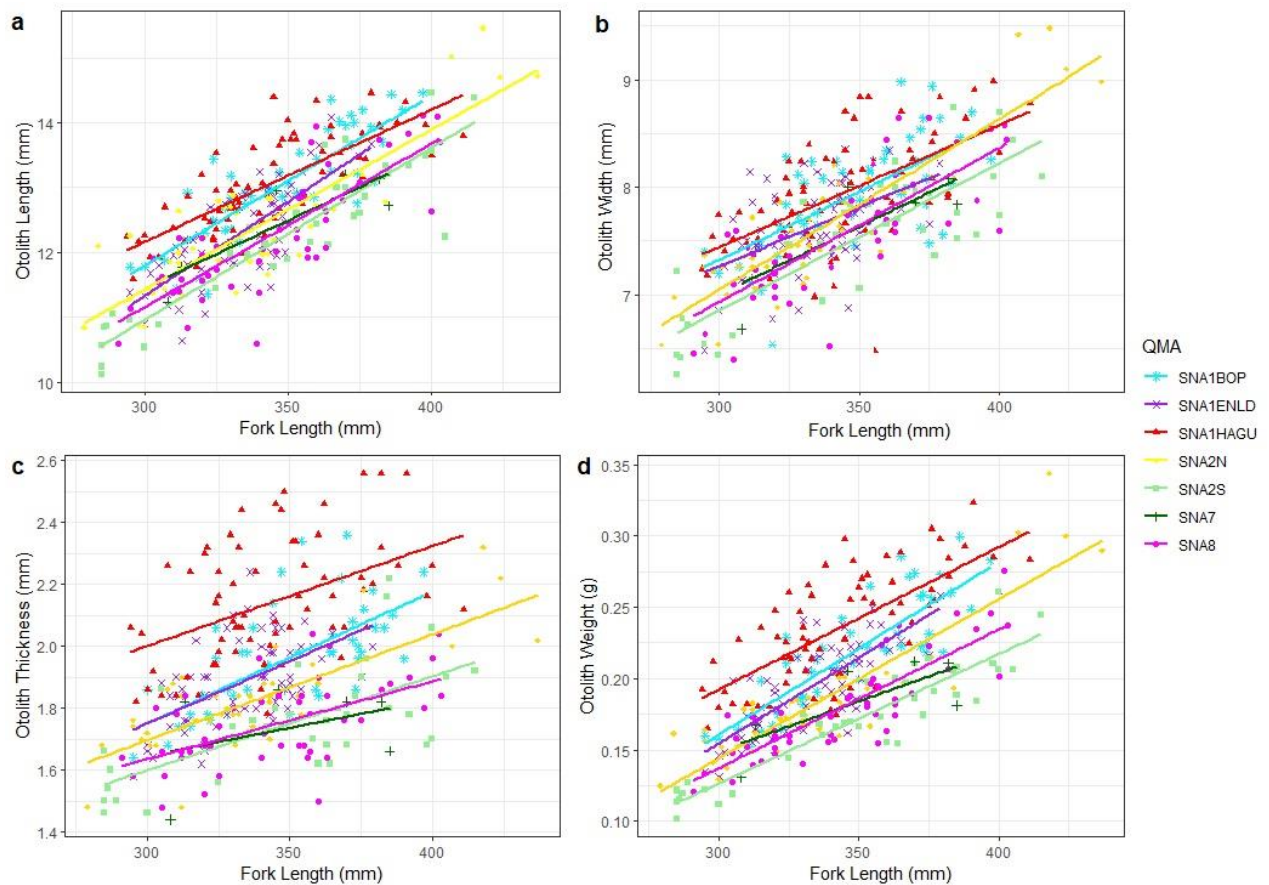 a
Otolith Length (mm)
14
12
10
300 350 400
Fork Length (mm)
b
Otolith Width (mm)
9
8
7
300 350 400
Fork Length (mm)
c
Otolith Thickness (mm)
2.6
2.4
2.2
2.0
1.8
1.6
1.4
300 350 400
Fork Length (mm)
d
Otolith Weight (g)
0.35
0.30
0.25
0.20
0.15
0.10
300 350 400
Fork Length (mm)
QMA
SNA1BOP
SNA1ENLD
SNA1HAGU
SNA2N
SNA2S
SNA7
SNA8